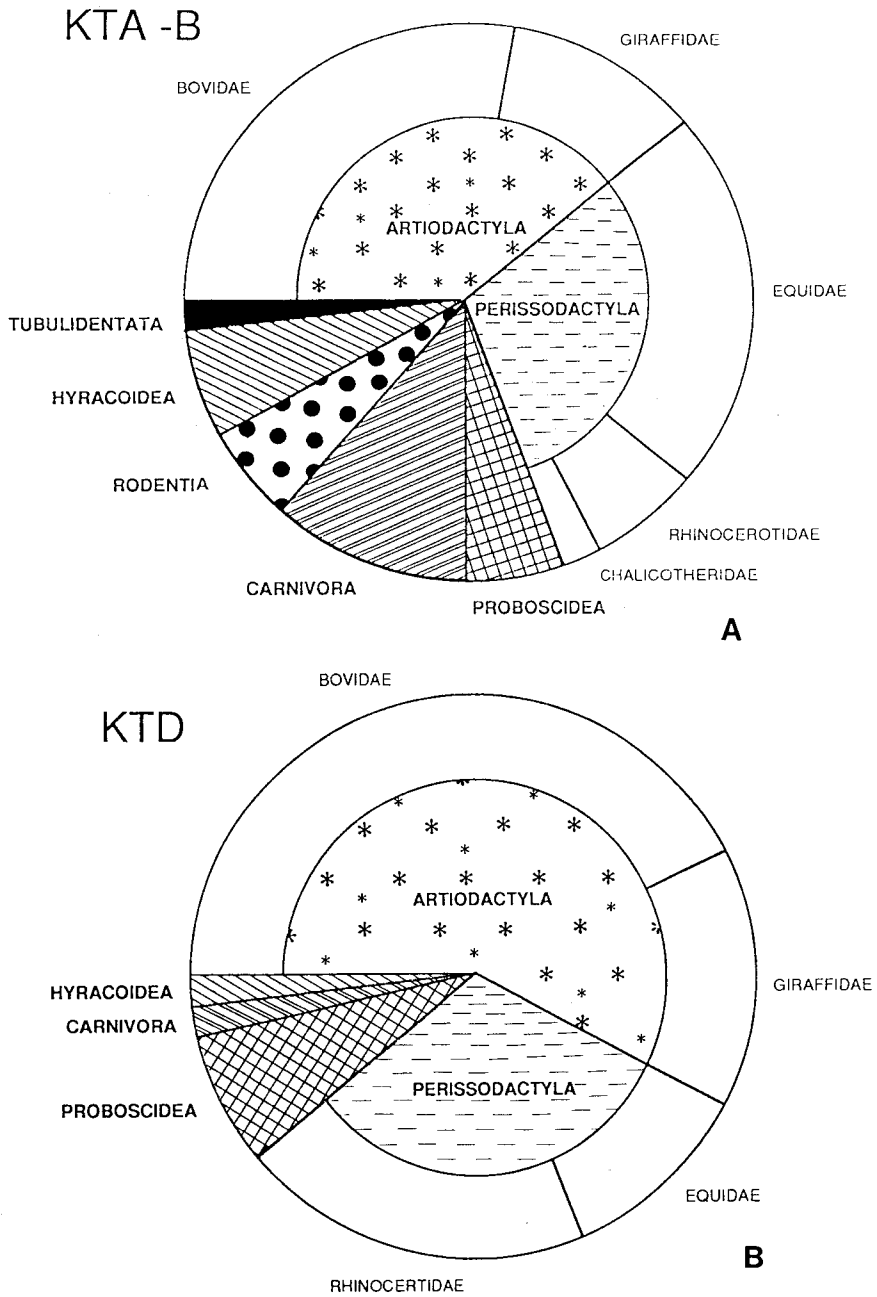 KTA -B
GIRAFFIDAE
BOVIDAE
ARTIODACTYLA
EQUIDAE
PERISSODACTYLA
TUBULIDENTATA
HYRACOIDEA
RODENTIA
RHINOCEROTIDAE
CHALICOTHERIDAE
CARNIVORA
PROBOSCIDEA
A
BOVIDAE
KTD
ARTIODACTYLA
GIRAFFIDAE
HYRACOIDEA
CARNIVORA
PERISSODACTYLA
PROBOSCIDEA
EQUIDAE
B
RHINOCERTIDAE